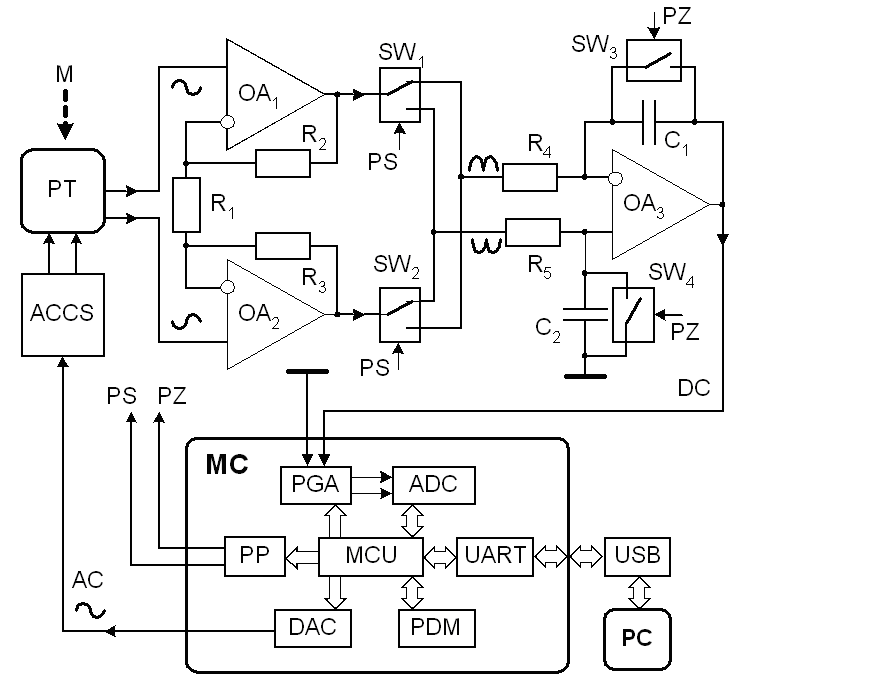 PZ
SW3
M
SW1
OA1
R2
C1
R4
PS
PT
R1
OA3
R5
SW2
R3
SW4
ACCS
OA2
C2
PZ
PS
DC
PS PZ
MC
PGA ADC
PP MCU UART USB
AC
DAC PDM PC